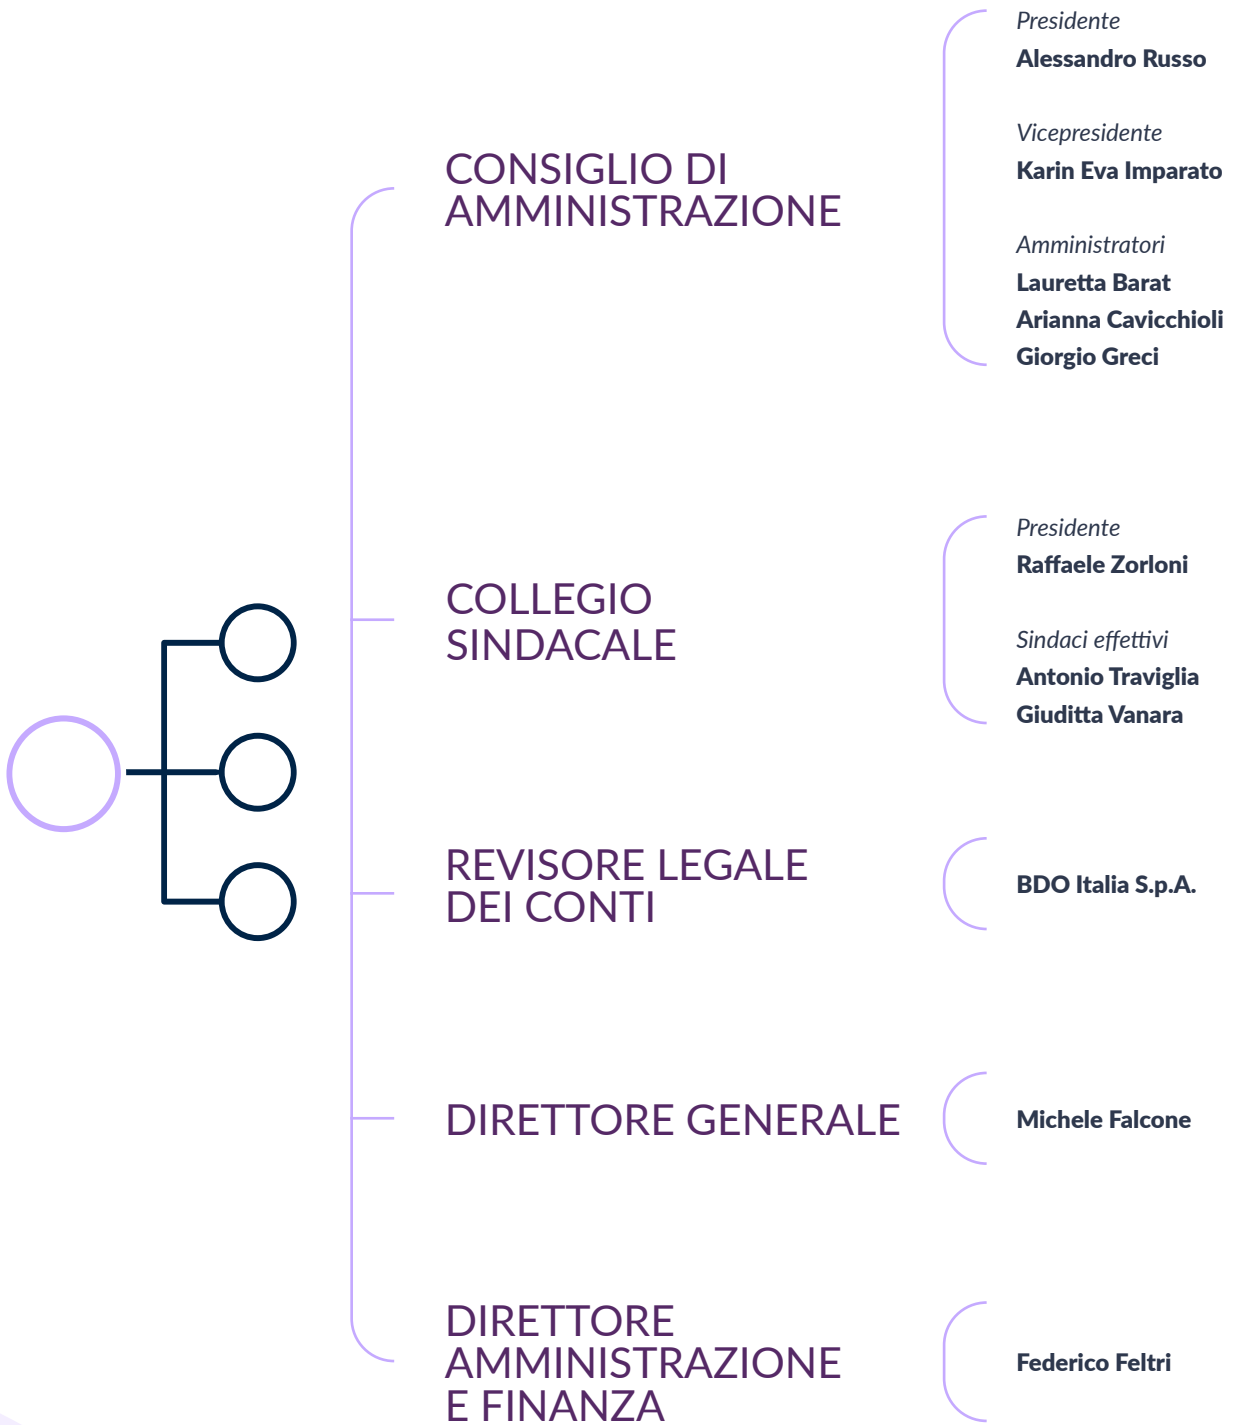 CONSIGLIO DI
AMMINISTRAZIONE
Presidente
Alessandro Russo
Vicepresidente
Karin Eva Imparato
Amministratori
Lauretta Barat
Arianna Cavicchioli
Giorgio Greci
COLLEGIO
SINDACALE
Presidente
Raffaele Zorloni
Sindaci effettivi
Antonio Traviglia
Giuditta Vanara
REVISORE LEGALE
DEI CONTI
BDO Italia S.p.A.
DIRETTORE GENERALE
Michele Falcone
DIRETTORE
AMMINISTRAZIONE
E FINANZA
Federico Feltri